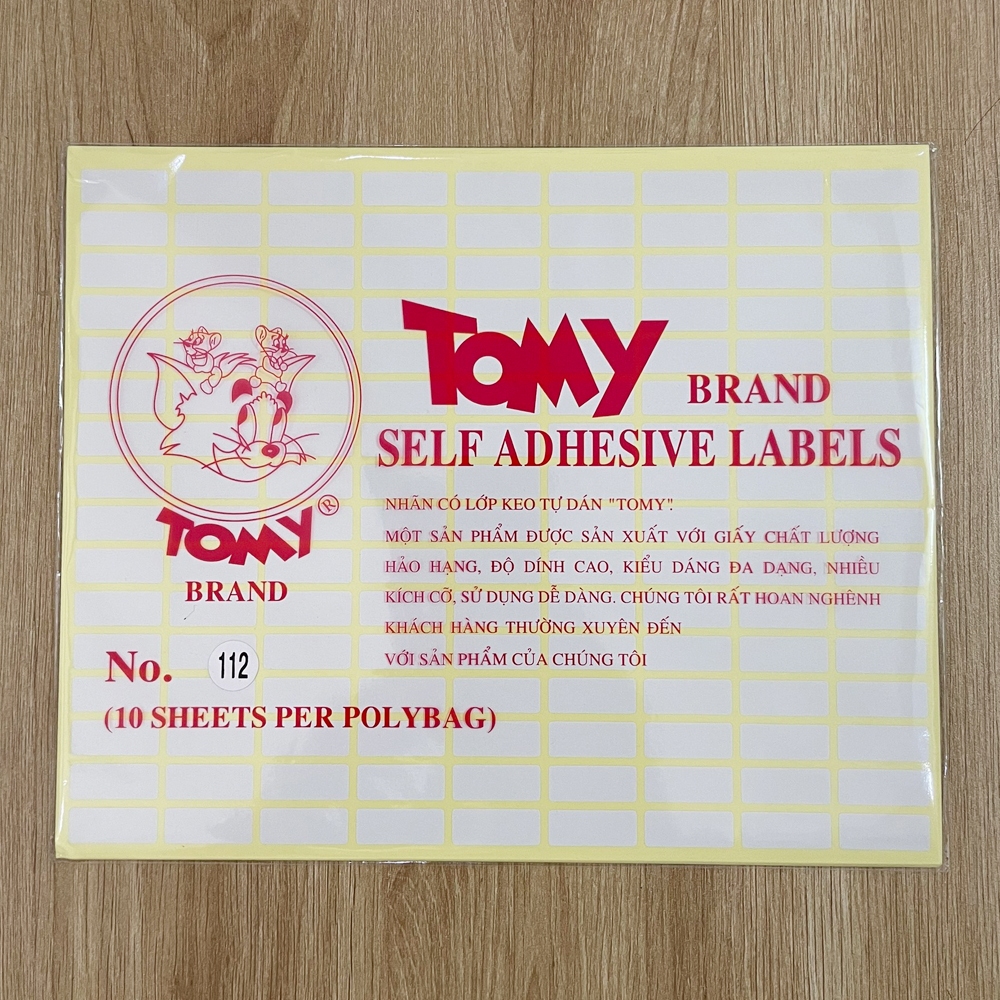 TOMY BRAND
SELF ADHESIVE LABELS
NHÃN CÓ LỚP KEO TỰ DÁN "TOMY".
MỘT SẢN PHẨM ĐƯỢC SẢN XUẤT VỚI GIẤY CHẤT LƯỢNG
HẢO HẠNG, ĐỘ DÍNH CAO, KIỂU DÁNG ĐA DẠNG, NHIỀU
KÍCH CỠ, SỬ DỤNG DỄ DÀNG. CHÚNG TÔI RẤT HOAN NGHÊNH
KHÁCH HÀNG THƯỜNG XUYÊN ĐẾN
VỚI SẢN PHẨM CỦA CHÚNG TÔI
TOMY ®
BRAND
No. 112
(10 SHEETS PER POLYBAG)